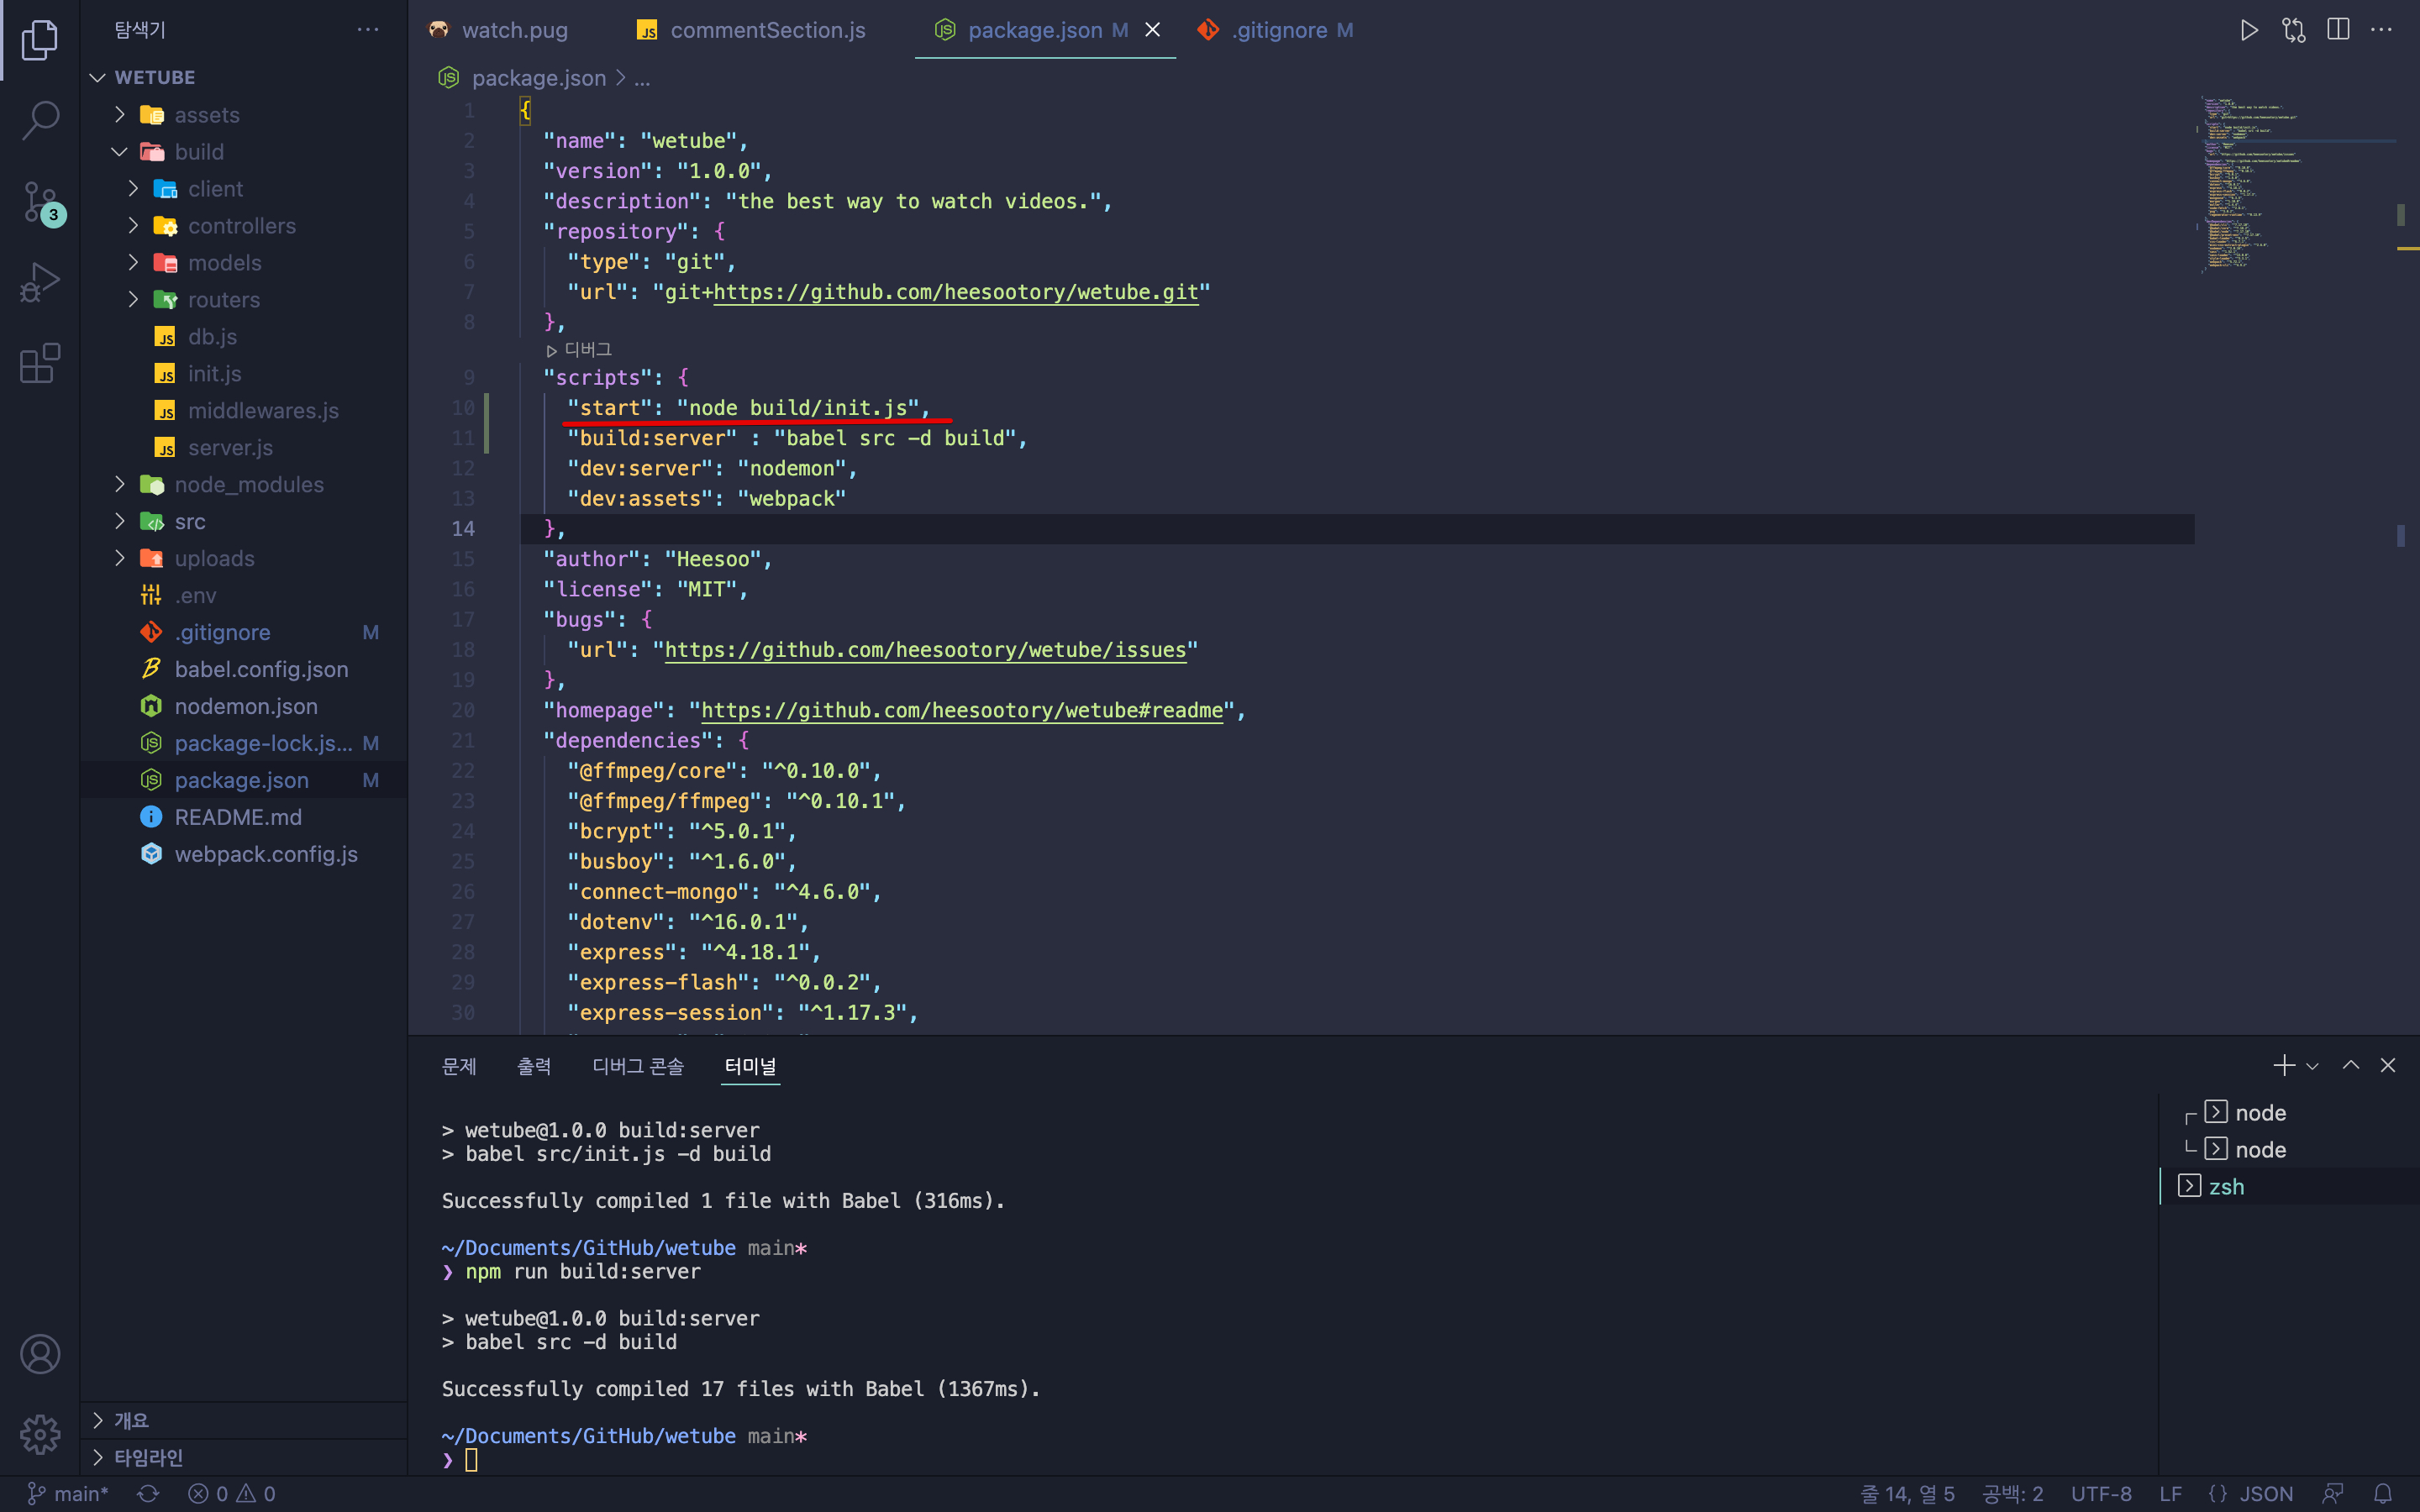 탐색기
WETUBE
assets
build
client
controllers
models
routers
db.js
init.js
middlewares.js
server.js
node_modules
src
uploads
.env
.gitignore M
babel.config.json
nodemon.json
package-lock.js... M
package.json M
README.md
webpack.config.js
개요
타임라인
3
watch.pug
JS commentSection.js
package.json M
.gitignore M
package.json > ...
1 {
2 "name": "wetube",
3 "version": "1.0.0",
4 "description": "the best way to watch videos.",
5 "repository": {
6 "type": "git",
7 "url": "git+https://github.com/heesootory/wetube.git"
8 },
디버그
9 "scripts": {
10 "start": "node build/init.js",
11 "build:server" : "babel src -d build",
12 "dev:server": "nodemon",
13 "dev:assets": "webpack"
14 },
15 "author": "Heesoo",
16 "license": "MIT",
17 "bugs": {
18 "url": "https://github.com/heesootory/wetube/issues"
19 },
20 "homepage": "https://github.com/heesootory/wetube#readme",
21 "dependencies": {
22 "@ffmpeg/core": "^0.10.0",
23 "@ffmpeg/ffmpeg": "^0.10.1",
24 "bcrypt": "^5.0.1",
25 "busboy": "^1.6.0",
26 "connect-mongo": "^4.6.0",
27 "dotenv": "^16.0.1",
28 "express": "^4.18.1",
29 "express-flash": "^0.0.2",
30 "express-session": "^1.17.3",
문제 출력 디버그 콘솔 터미널
> wetube@1.0.0 build:server
> babel src/init.js -d build
Successfully compiled 1 file with Babel (316ms).
~/Documents/GitHub/wetube main*
❯ npm run build:server
> wetube@1.0.0 build:server
> babel src -d build
Successfully compiled 17 files with Babel (1367ms).
~/Documents/GitHub/wetube main*
❯
node
node
zsh
main* 0 0
줄 14, 열 5 공백: 2 UTF-8 LF {} JSON